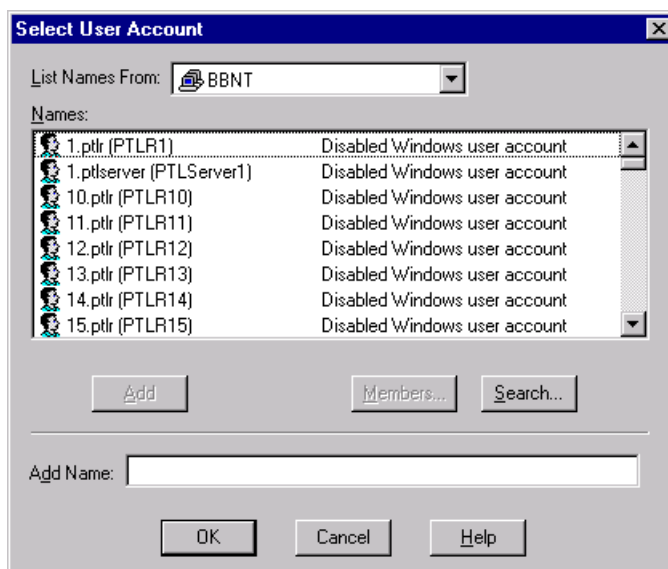 Select User Account
List Names From: BBNT
Names:
1.ptlr (PTLR1) Disabled Windows user account
1.ptlserver (PTLServer1) Disabled Windows user account
10.ptlr (PTLR10) Disabled Windows user account
11.ptlr (PTLR11) Disabled Windows user account
12.ptlr (PTLR12) Disabled Windows user account
13.ptlr (PTLR13) Disabled Windows user account
14.ptlr (PTLR14) Disabled Windows user account
15.ptlr (PTLR15) Disabled Windows user account
Add Members... Search...
Add Name:
OK Cancel Help